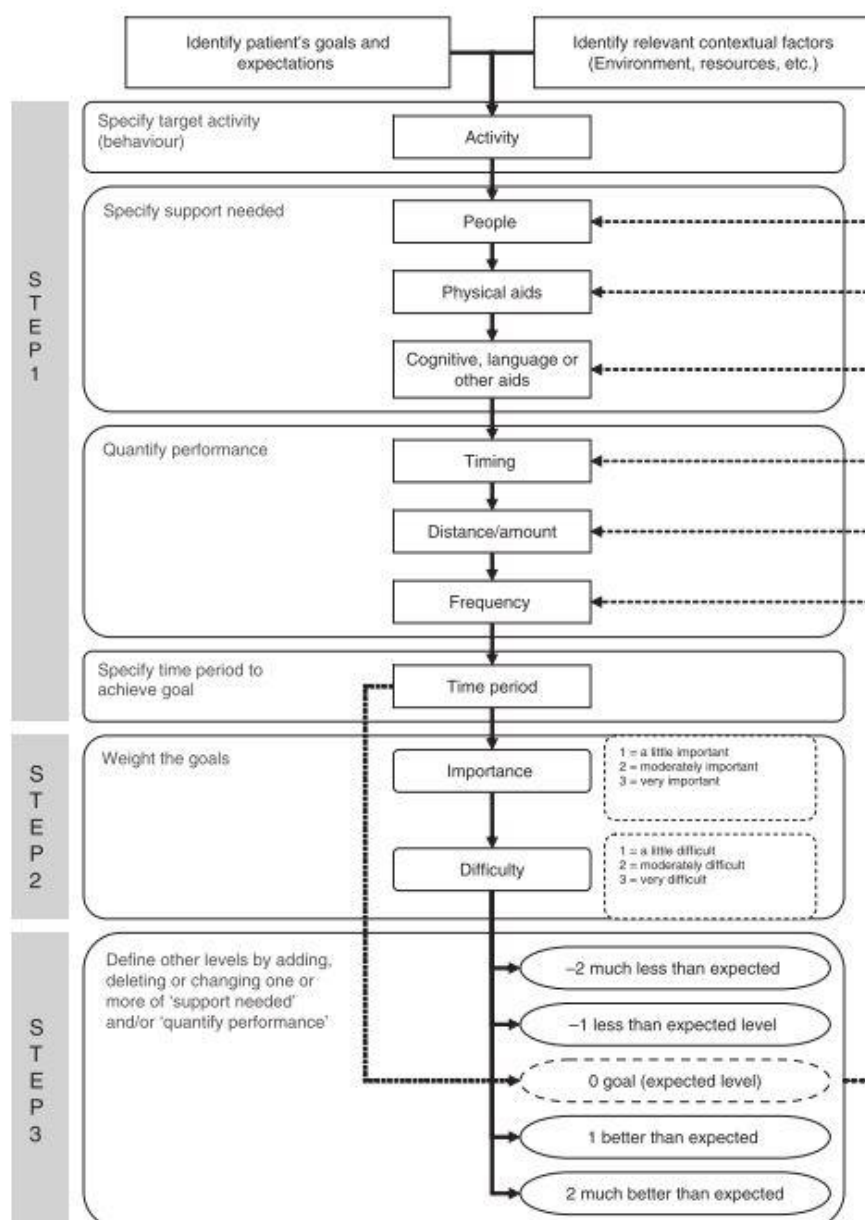 Identify patient's goals and
expectations
Identify relevant contextual factors
(Environment, resources, etc.)
STEP 1
Specify target activity
(behaviour)
Activity
Specify support needed
People
Physical aids
Cognitive, language or
other aids
Quantify performance
Timing
Distance/amount
Frequency
Specify time period to
achieve goal
Time period
STEP 2
Weight the goals
Importance
1 = a little important
2 = moderately important
3 = very important
Difficulty
1 = a little difficult
2 = moderately difficult
3 = very difficult
STEP 3
Define other levels by adding,
deleting or changing one or
more of 'support needed'
and/or 'quantify performance'
–2 much less than expected
–1 less than expected level
0 goal (expected level)
1 better than expected
2 much better than expected